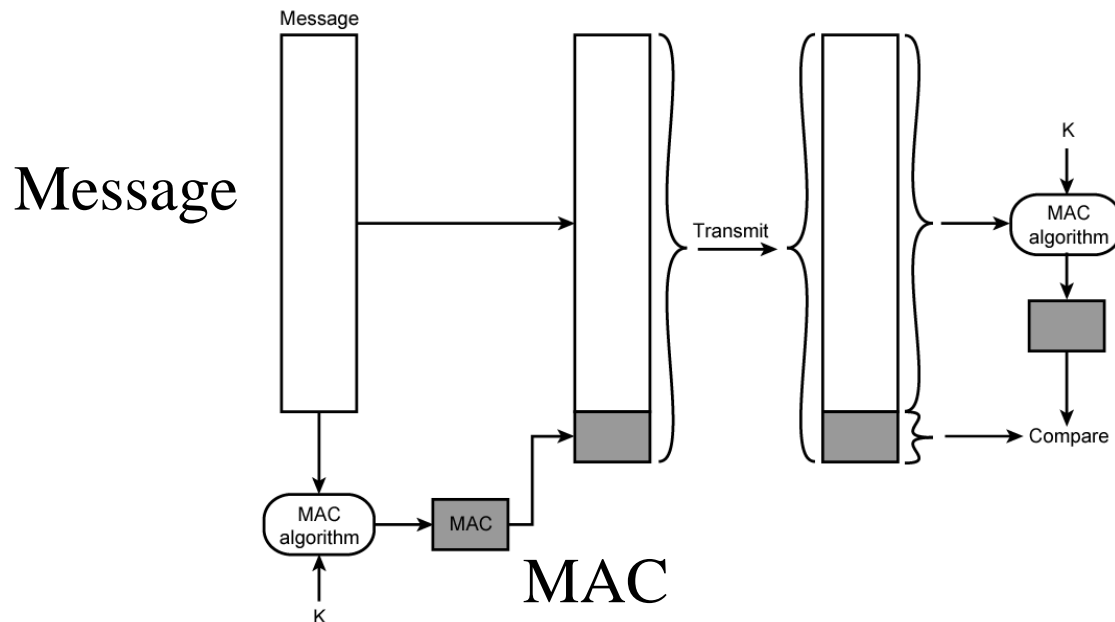 Message
Message
K
MAC
algorithm
Transmit
Compare
MAC
algorithm
MAC
MAC
K